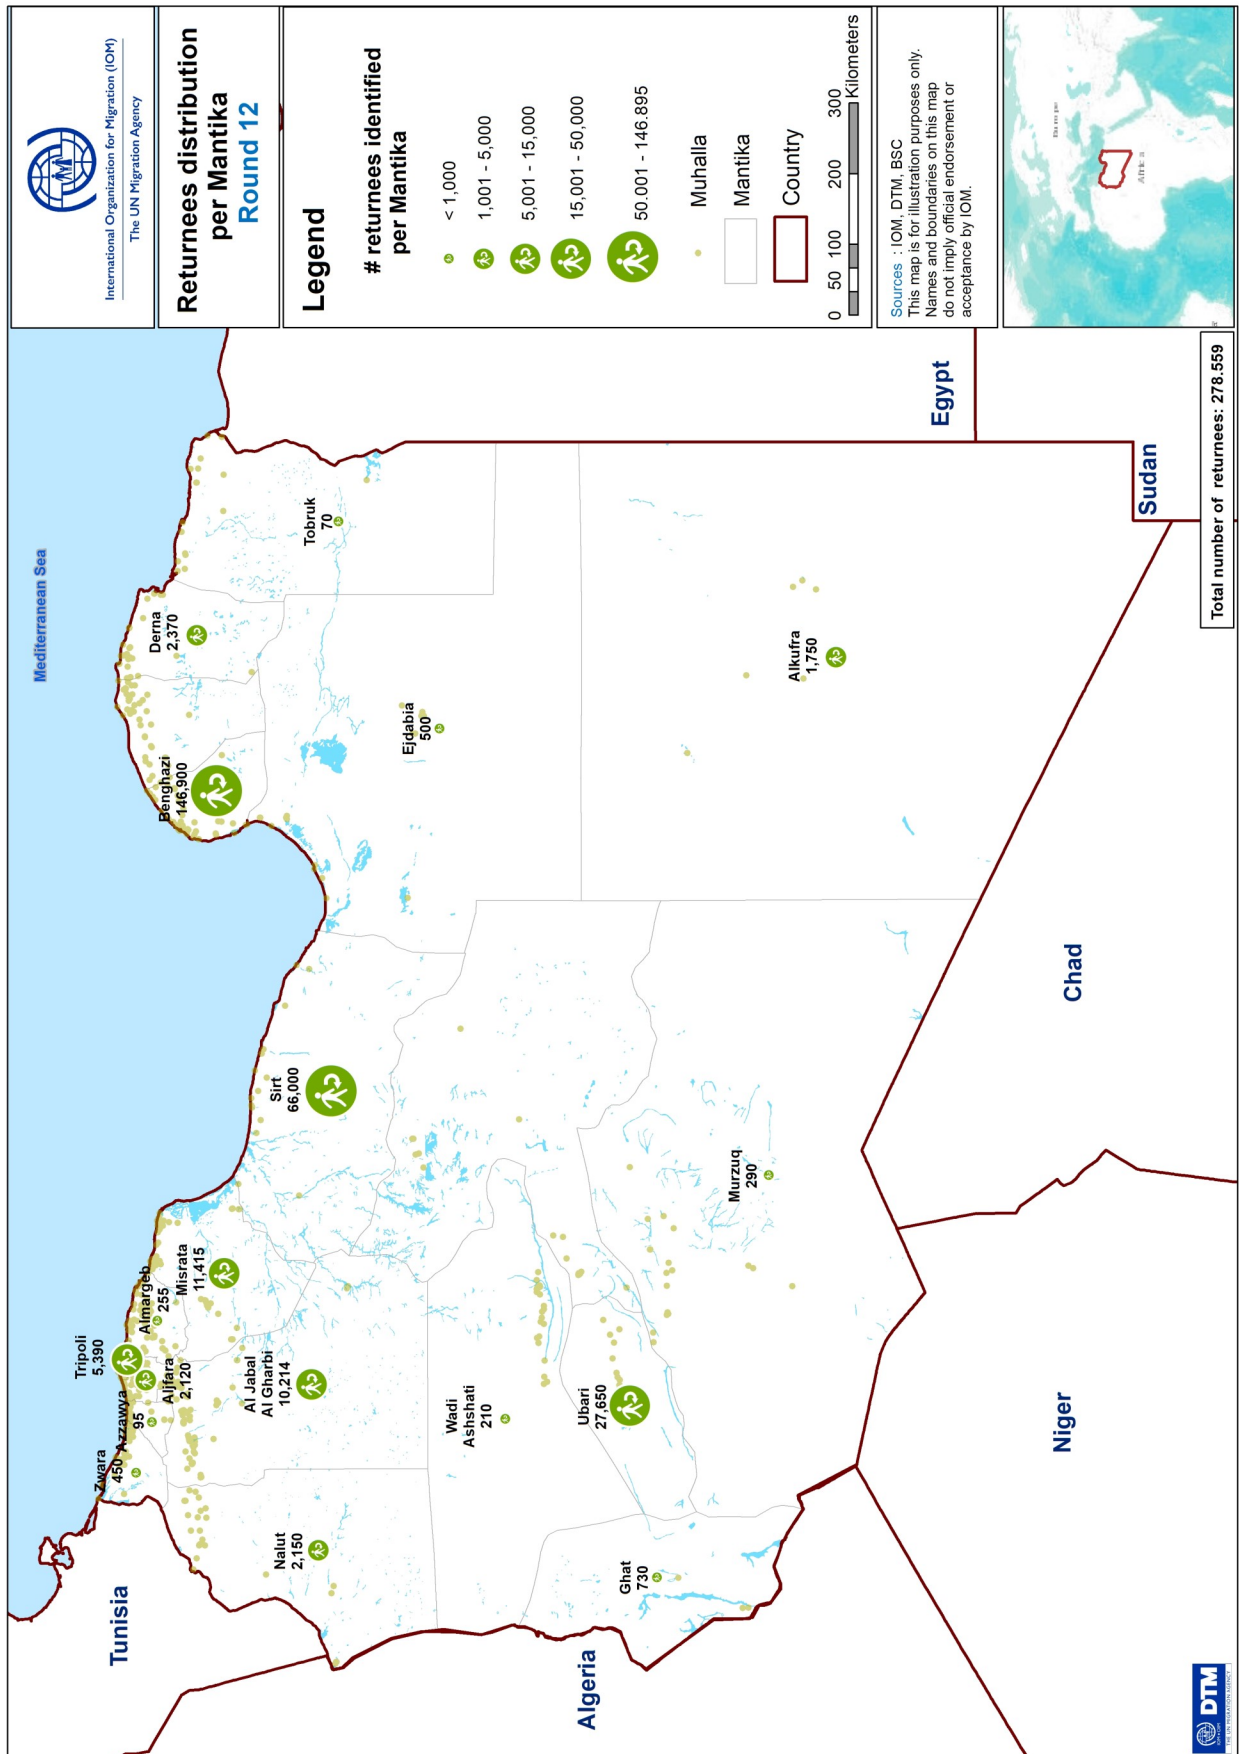 International Organization for Migration (IOM)
The UN Migration Agency
Returnees distribution
per Mantika
Round 12
Legend
# returnees identified
per Mantika
< 1,000
1,001 - 5,000
5,001 - 15,000
15,001 - 50,000
50.001 - 146.895
Muhalla
Mantika
Country
0 50 100 200 300
Kilometers
Sources : IOM, DTM, BSC
This map is for illustration purposes only.
Names and boundaries on this map
do not imply official endorsement or
acceptance by IOM.
Africa
Total number of returnees: 278.559
Mediterranean Sea
Tunisia
Algeria
Niger
Chad
Sudan
Egypt
Zwara
450
Azzawya
95
Tripoli
5,390
Aljfara
2,120
Almargeb
255
Misrata
11,415
Nalut
2,150
Al Jabal
Al Gharbi
10,214
Sirt
66,000
Benghazi
146,900
Derna
2,370
Tobruk
70
Ejdabia
500
Wadi
Ashshati
210
Ubari
27,650
Ghat
730
Murzuq
290
Alkufra
1,750
DTM